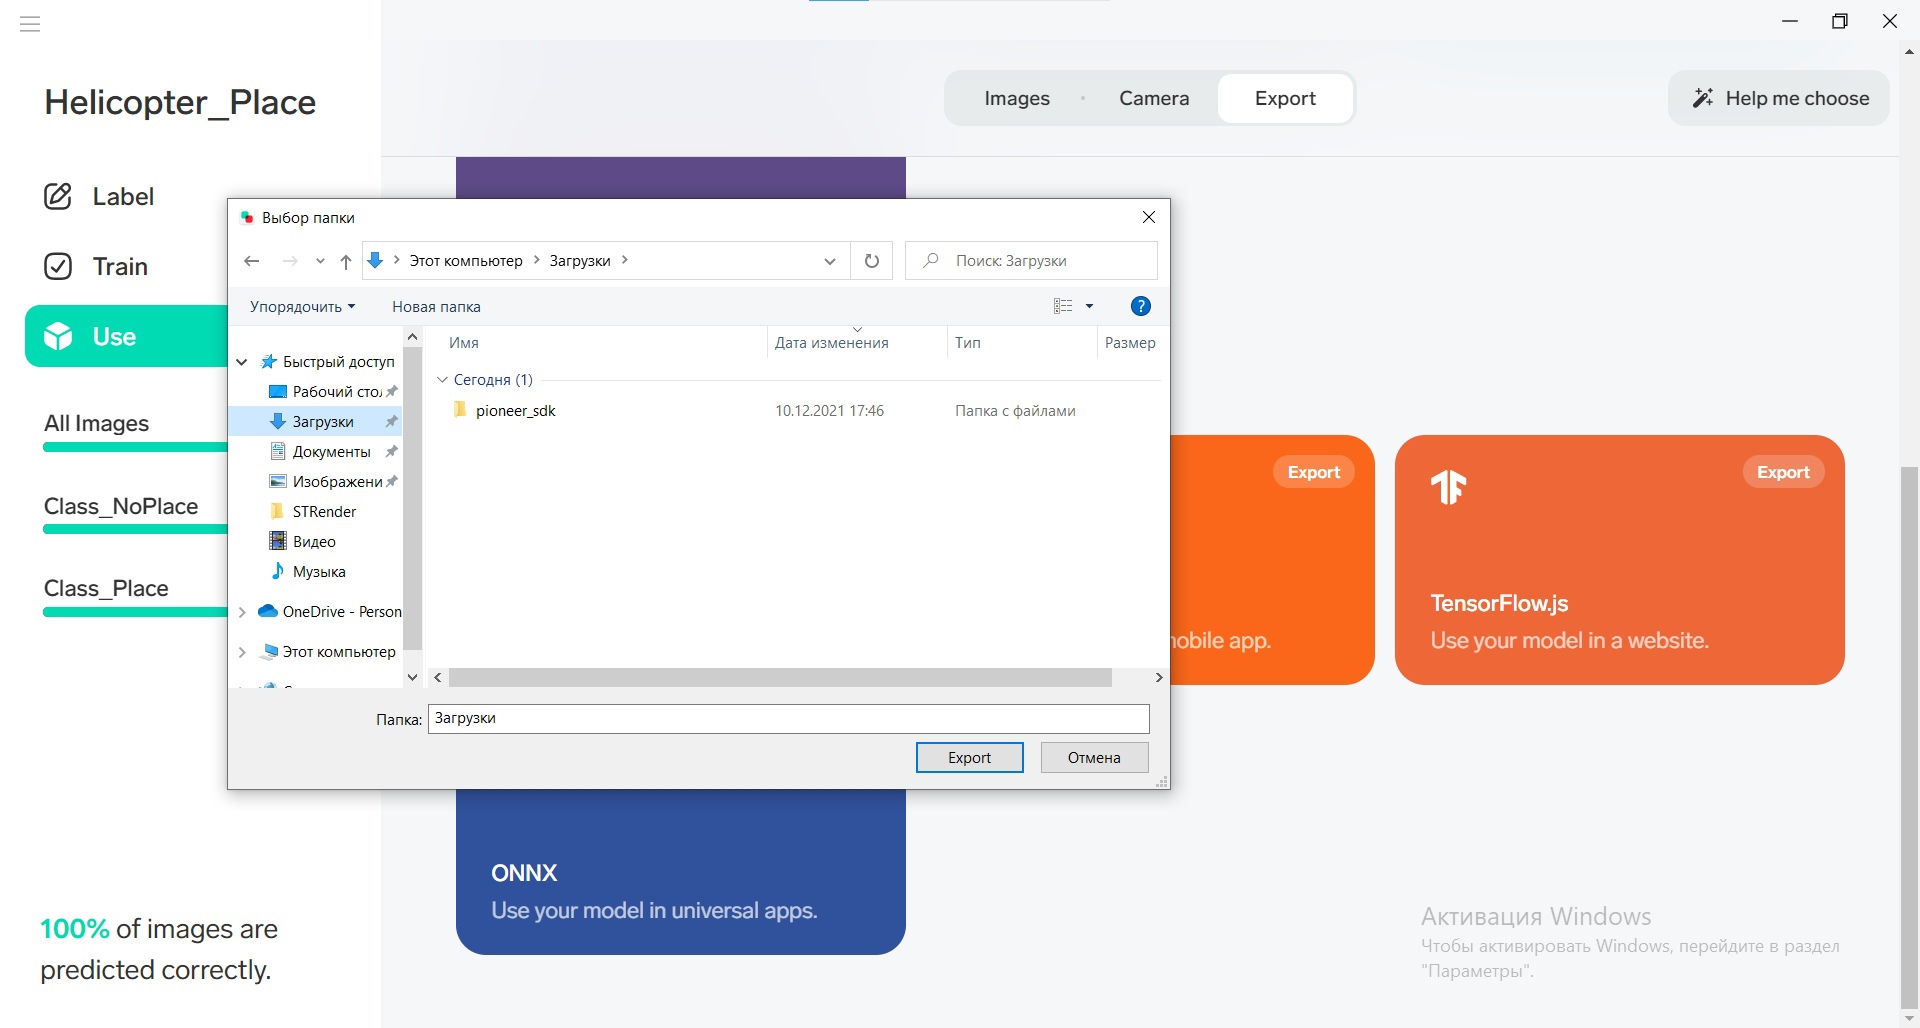 Helicopter_Place
Images · Camera Export
Help me choose
Label
Train
Use
All Images
Class_NoPlace
Class_Place
100% of images are
predicted correctly.
Выбор папки
Этот компьютер > Загрузки >
Поиск: Загрузки
Упорядочить
Новая папка
?
Быстрый доступ
Рабочий стол
Загрузки
Документы
Изображени
STRender
Видео
Музыка
OneDrive - Person
Этот компьютер
Имя
Дата изменения
Тип
Размер
Сегодня (1)
pioneer_sdk
10.12.2021 17:46
Папка с файлами
Папка: Загрузки
Export
Отмена
Export
mobile app.
Export
TensorFlow.js
Use your model in a website.
ONNX
Use your model in universal apps.
Активация Windows
Чтобы активировать Windows, перейдите в раздел
"Параметры".